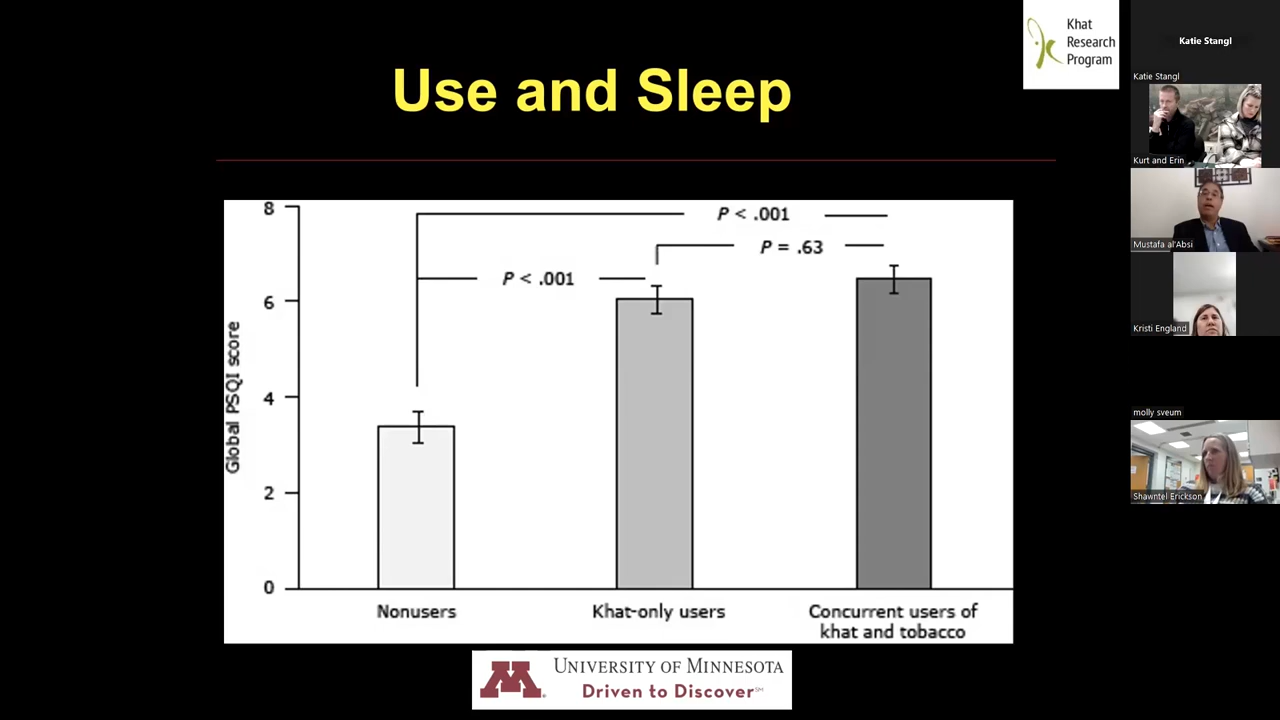 Use and Sleep
Khat
Research
Program
Global PSQI score
8
6
4
2
0
P < .001
P = .63
P < .001
Nonusers
Khat-only users
Concurrent users of
khat and tobacco
UNIVERSITY OF MINNESOTA
Driven to Discover℠
Katie Stangl
Katie Stangl
Kurt and Erin
Mustafa al'Absi
Kristi England
molly sveum
Shawntel Erickson